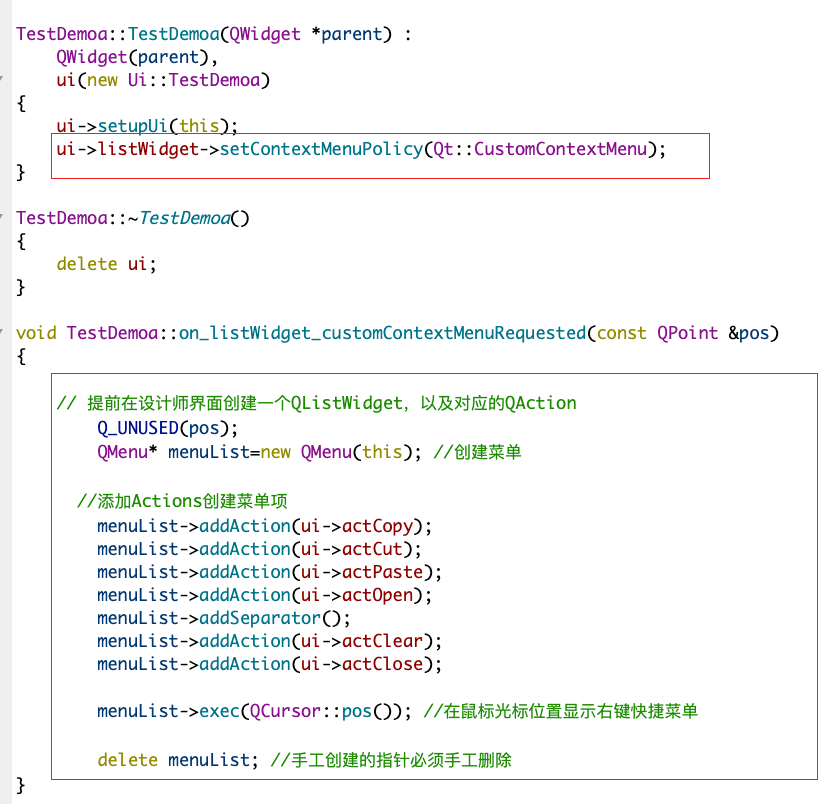 TestDemoa::TestDemoa(QWidget *parent) :
    QWidget(parent),
    ui(new Ui::TestDemoa)
{
    ui->setupUi(this);
    ui->listWidget->setContextMenuPolicy(Qt::CustomContextMenu);
}
TestDemoa::~TestDemoa()
{
    delete ui;
}
void TestDemoa::on_listWidget_customContextMenuRequested(const QPoint &pos)
{
    // 提前在设计师界面创建一个QListWidget，以及对应的QAction
        Q_UNUSED(pos);
        QMenu* menuList=new QMenu(this); //创建菜单
      //添加Actions创建菜单项
        menuList->addAction(ui->actCopy);
        menuList->addAction(ui->actCut);
        menuList->addAction(ui->actPaste);
        menuList->addAction(ui->actOpen);
        menuList->addSeparator();
        menuList->addAction(ui->actClear);
        menuList->addAction(ui->actClose);
        menuList->exec(QCursor::pos()); //在鼠标光标位置显示右键快捷菜单
        delete menuList; //手工创建的指针必须手工删除
}